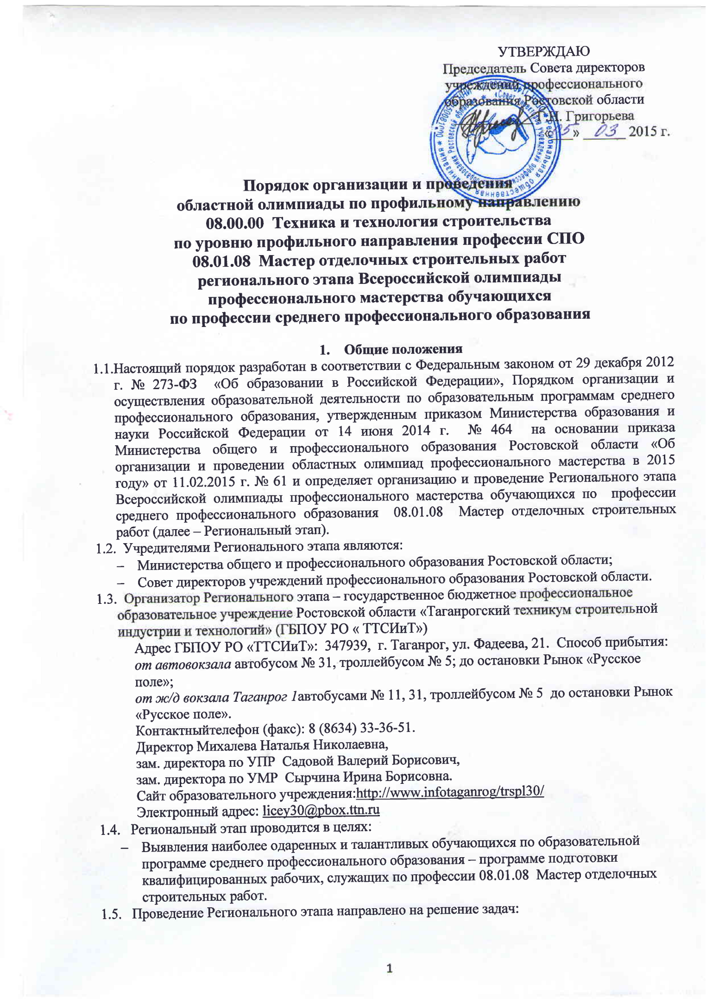 УТВЕРЖДАЮ
Председатель Совета директоров
учреждений профессионального
образования Ростовской области
Г.Н. Григорьева
«05» 03 2015 г.
Порядок организации и проведения
областной олимпиады по профильному направлению
08.00.00 Техника и технология строительства
по уровню профильного направления профессии СПО
08.01.08 Мастер отделочных строительных работ
регионального этапа Всероссийской олимпиады
профессионального мастерства обучающихся
по профессии среднего профессионального образования
1. Общие положения
1.1.Настоящий порядок разработан в соответствии с Федеральным законом от 29 декабря 2012
г. № 273-ФЗ «Об образовании в Российской Федерации», Порядком организации и
осуществления образовательной деятельности по образовательным программам среднего
профессионального образования, утвержденным приказом Министерства образования и
науки Российской Федерации от 14 июня 2014 г. № 464 на основании приказа
Министерства общего и профессионального образования Ростовской области «Об
организации и проведении областных олимпиад профессионального мастерства в 2015
году» от 11.02.2015 г. № 61 и определяет организацию и проведение Регионального этапа
Всероссийской олимпиады профессионального мастерства обучающихся по профессии
среднего профессионального образования 08.01.08 Мастер отделочных строительных
работ (далее – Региональный этап).
1.2. Учредителями Регионального этапа являются:
– Министерства общего и профессионального образования Ростовской области;
– Совет директоров учреждений профессионального образования Ростовской области.
1.3. Организатор Регионального этапа – государственное бюджетное профессиональное
образовательное учреждение Ростовской области «Таганрогский техникум строительной
индустрии и технологий» (ГБПОУ РО « ТТСИиТ»)
Адрес ГБПОУ РО «ТТСИиТ»: 347939, г. Таганрог, ул. Фадеева, 21. Способ прибытия:
от автовокзала автобусом № 31, троллейбусом № 5; до остановки Рынок «Русское
поле»;
от ж/д вокзала Таганрог 1автобусами № 11, 31, троллейбусом № 5 до остановки Рынок
«Русское поле».
Контактныйтелефон (факс): 8 (8634) 33-36-51.
Директор Михалева Наталья Николаевна,
зам. директора по УПР Садовой Валерий Борисович,
зам. директора по УМР Сырчина Ирина Борисовна.
Сайт образовательного учреждения:http://www.infotaganrog/trspl30/
Электронный адрес: licey30@pbox.ttn.ru
1.4. Региональный этап проводится в целях:
– Выявления наиболее одаренных и талантливых обучающихся по образовательной
программе среднего профессионального образования – программе подготовки
квалифицированных рабочих, служащих по профессии 08.01.08 Мастер отделочных
строительных работ.
1.5. Проведение Регионального этапа направлено на решение задач:
1